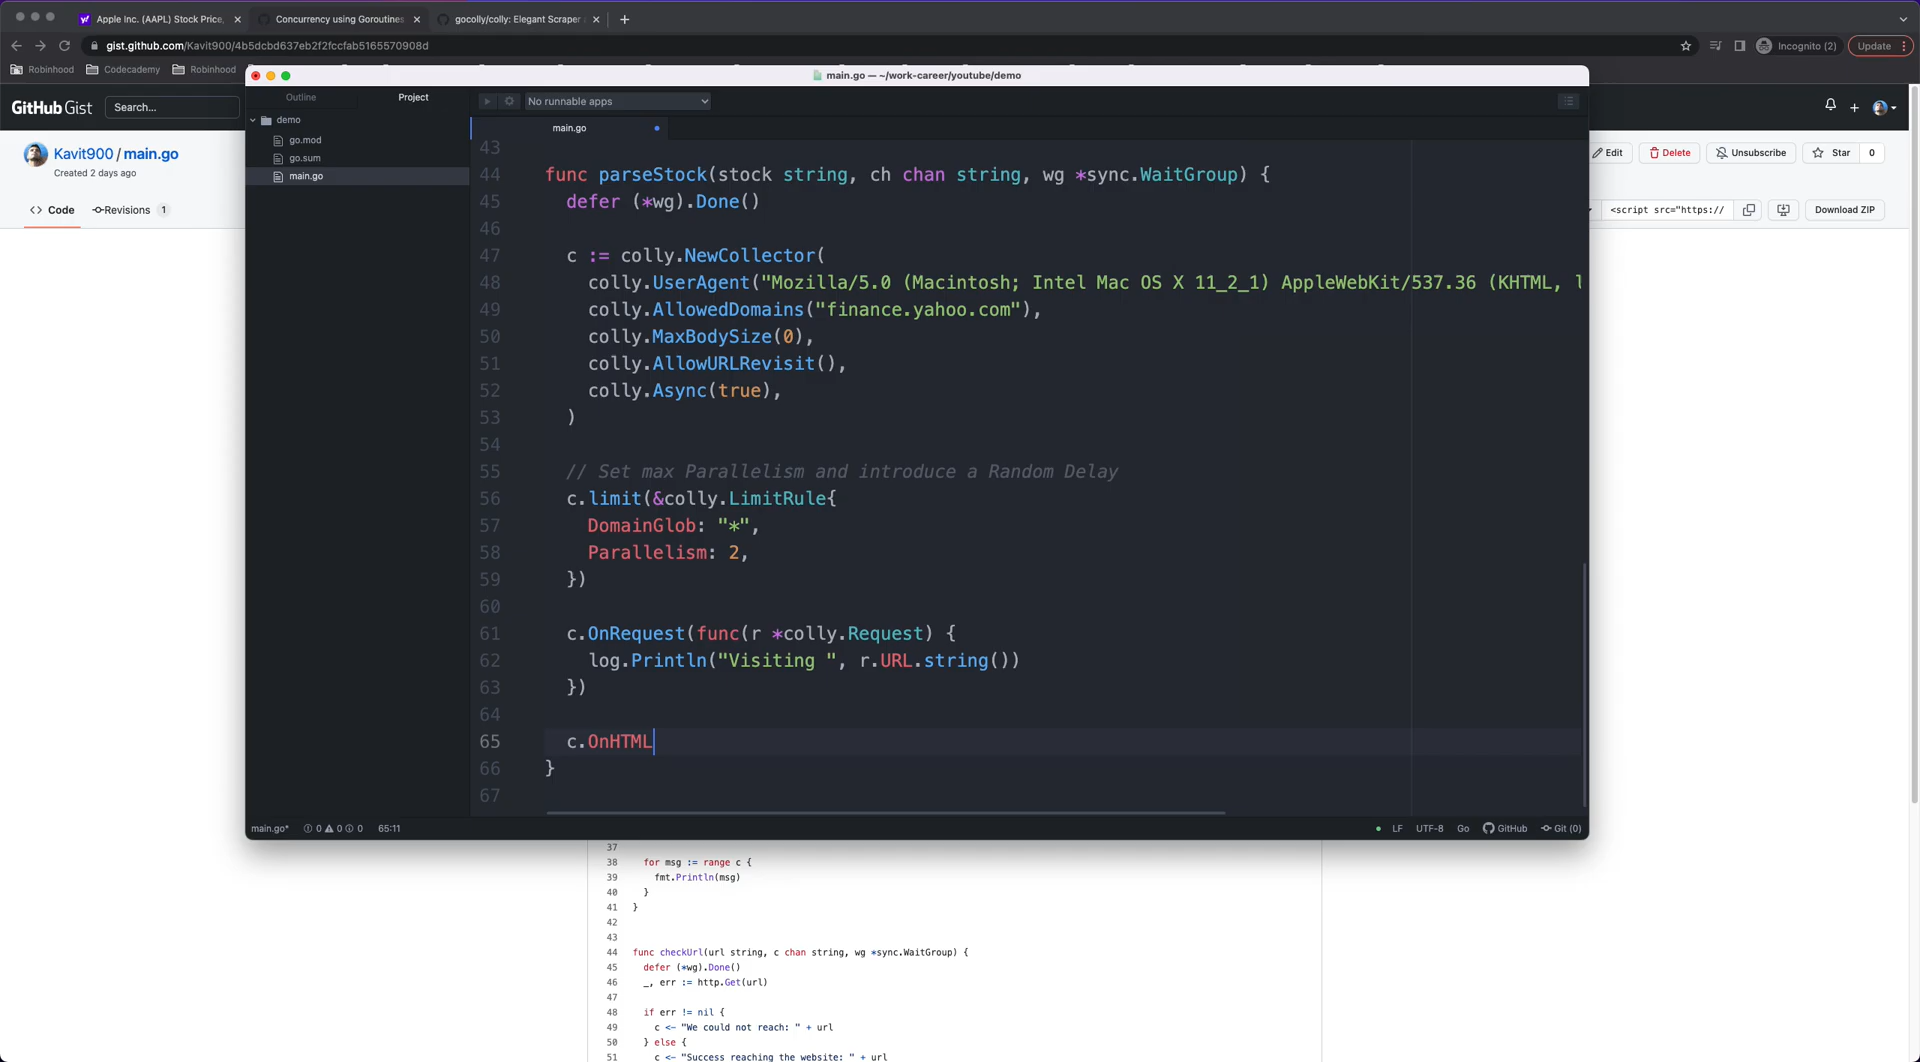 Apple Inc. (AAPL) Stock Price,
Concurrency using Goroutines
gocolly/colly: Elegant Scraper
gist.github.com/Kavit900/4b5dcbd637eb2f2fccfab5165570908d
Incognito (2)
Update
Robinhood
Codecademy
Robinhood
main.go — ~/work-career/youtube/demo
GitHub Gist
Search...
Outline
Project
No runnable apps
demo
go.mod
go.sum
main.go
main.go
Kavit900 / main.go
Created 2 days ago
Edit
Delete
Unsubscribe
Star
0
Code
Revisions 1
<script src="https://
Download ZIP
43
44 func parseStock(stock string, ch chan string, wg *sync.WaitGroup) {
45 defer (*wg).Done()
46
47 c := colly.NewCollector(
48 colly.UserAgent("Mozilla/5.0 (Macintosh; Intel Mac OS X 11_2_1) AppleWebKit/537.36 (KHTML, l
49 colly.AllowedDomains("finance.yahoo.com"),
50 colly.MaxBodySize(0),
51 colly.AllowURLRevisit(),
52 colly.Async(true),
53 )
54
55 // Set max Parallelism and introduce a Random Delay
56 c.limit(&colly.LimitRule{
57 DomainGlob: "*",
58 Parallelism: 2,
59 })
60
61 c.OnRequest(func(r *colly.Request) {
62 log.Println("Visiting ", r.URL.string())
63 })
64
65 c.OnHTML
66 }
67
main.go*
0 0 0
65:11
LF
UTF-8
Go
GitHub
Git (0)
37
38 for msg := range c {
39 fmt.Println(msg)
40 }
41 }
42
43
44 func checkUrl(url string, c chan string, wg *sync.WaitGroup) {
45 defer (*wg).Done()
46 _, err := http.Get(url)
47
48 if err != nil {
49 c <- "We could not reach: " + url
50 } else {
51 c <- "Success reaching the website: " + url